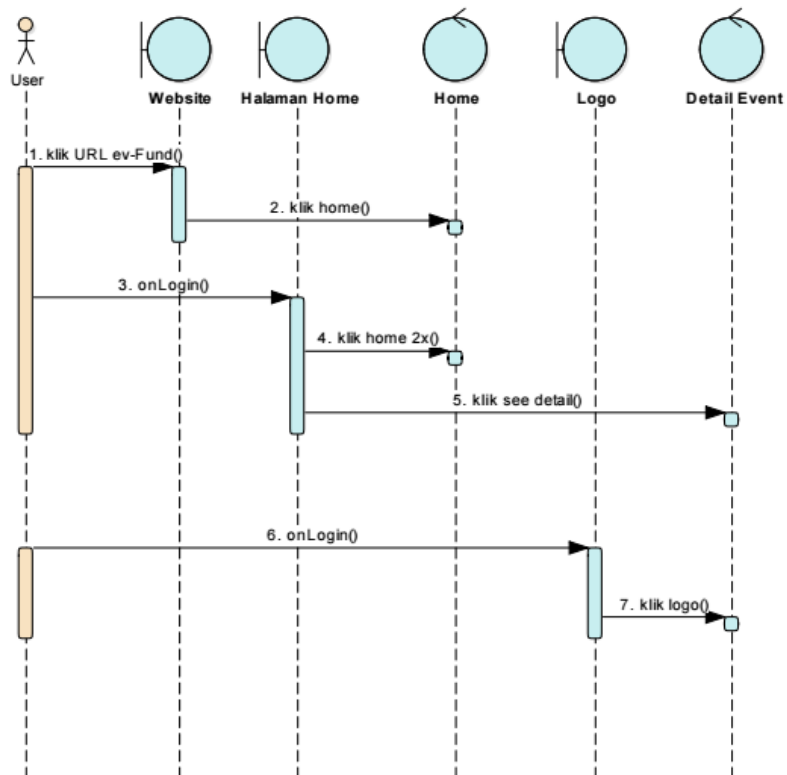 User
Website
Halaman Home
Home
Logo
Detail Event
1. klik URL ev-Fund()
2. klik home()
3. onLogin()
4. klik home 2x()
5. klik see detail()
6. onLogin()
7. klik logo()